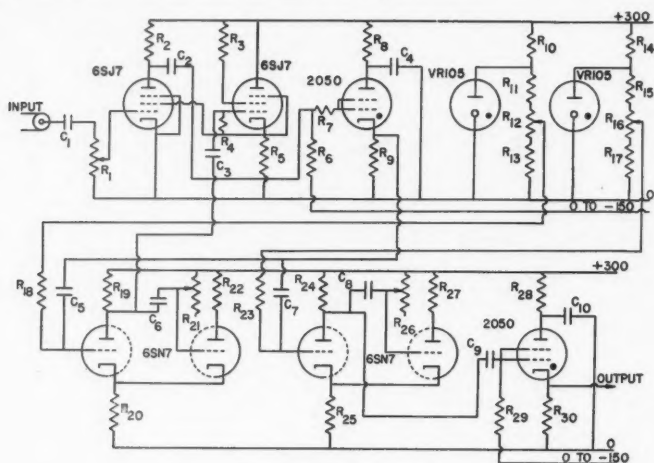 +300
R2
R3
R8
R10
R14
C2
C4
6SJ7
6SJ7
2050
VR105
VR105
R11
R15
INPUT
R7
R12
R16
C1
R4
R1
C3
R5
R6
R9
R13
R17
0
0 TO -150
+300
R18
C5
R19
C6
R21
R22
R23
C7
R24
C8
R26
R27
R28
C10
2050
6SN7
6SN7
C9
OUTPUT
R20
R25
R29
R30
0
0 TO -150